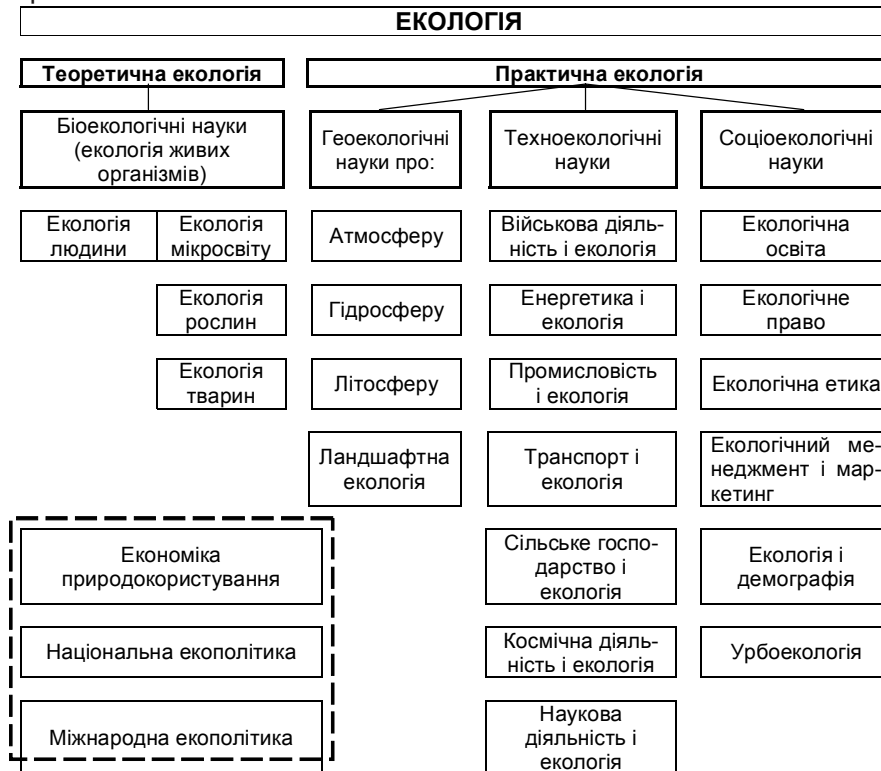 ЕКОЛОГІЯ
Теоретична екологія
Практична екологія
Біоекологічні науки
(екологія живих
організмів)
Геоекологічні
науки про:
Техноекологічні
науки
Соціоекологічні
науки
Екологія
людини
Екологія
мікросвіту
Атмосферу
Військова діяль-
ність і екологія
Екологічна
освіта
Екологія
рослин
Гідросферу
Енергетика і
екологія
Екологічне
право
Екологія
тварин
Літосферу
Промисловість
і екологія
Екологічна етика
Ландшафтна
екологія
Транспорт і
екологія
Екологічний ме-
неджмент і мар-
кетинг
Економіка
природокористування
Сільське госпо-
дарство і
екологія
Екологія і
демографія
Національна екополітика
Космічна діяль-
ність і екологія
Урбоекологія
Міжнародна екополітика
Наукова
діяльність і
екологія